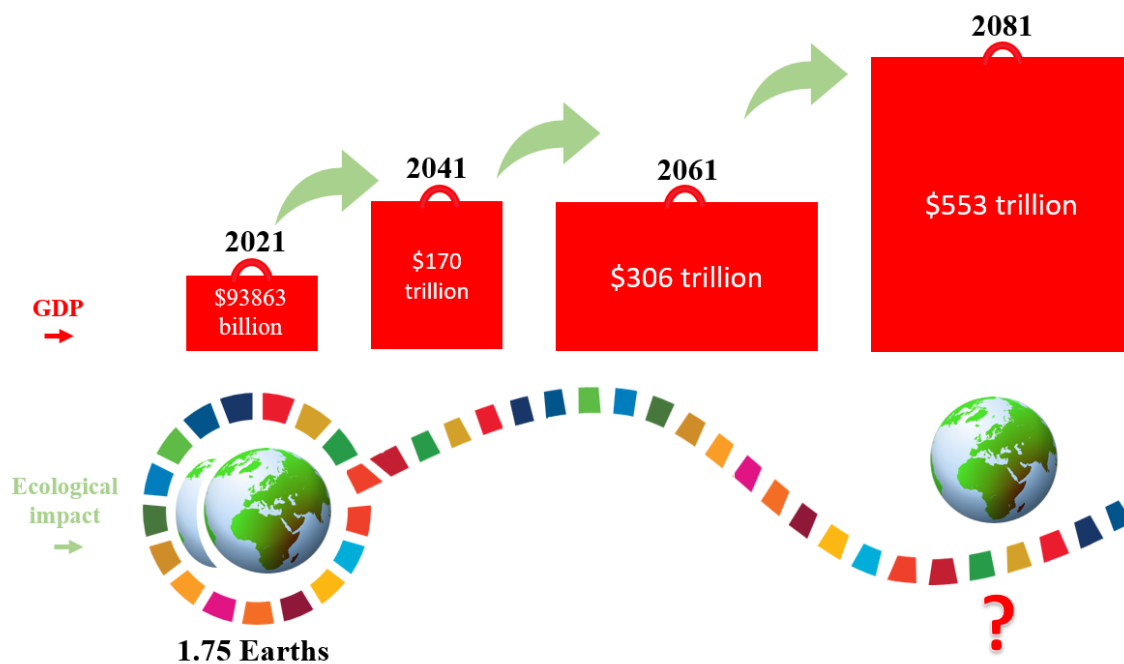 2081
2041
2061
2021
$553 trillion
$170
trillion
$306 trillion
$93863
billion
GDP
Ecological
impact
?
1.75 Earths